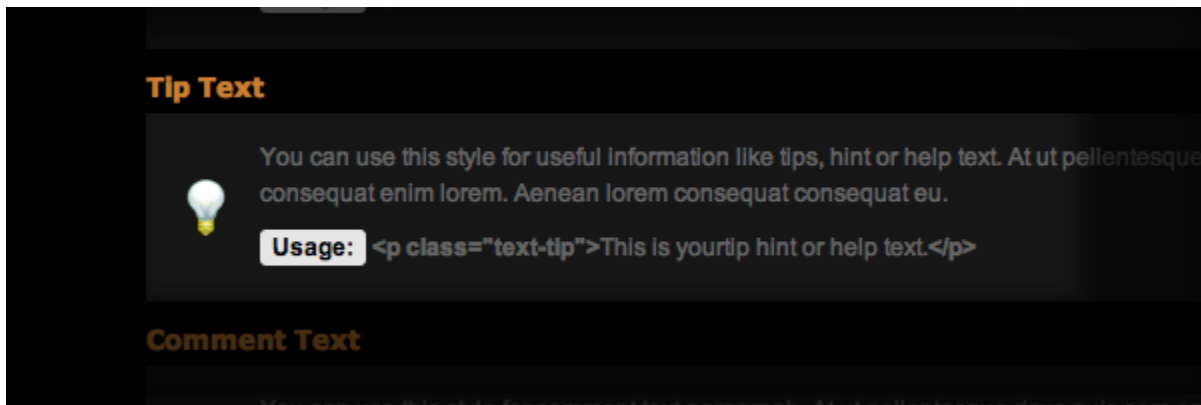 Tip Text
You can use this style for useful information like tips, hint or help text. At ut pellentesque
consequat enim lorem. Aenean lorem consequat consequat eu.
Usage: <p class="text-tip">This is yourtip hint or help text.</p>
Comment Text